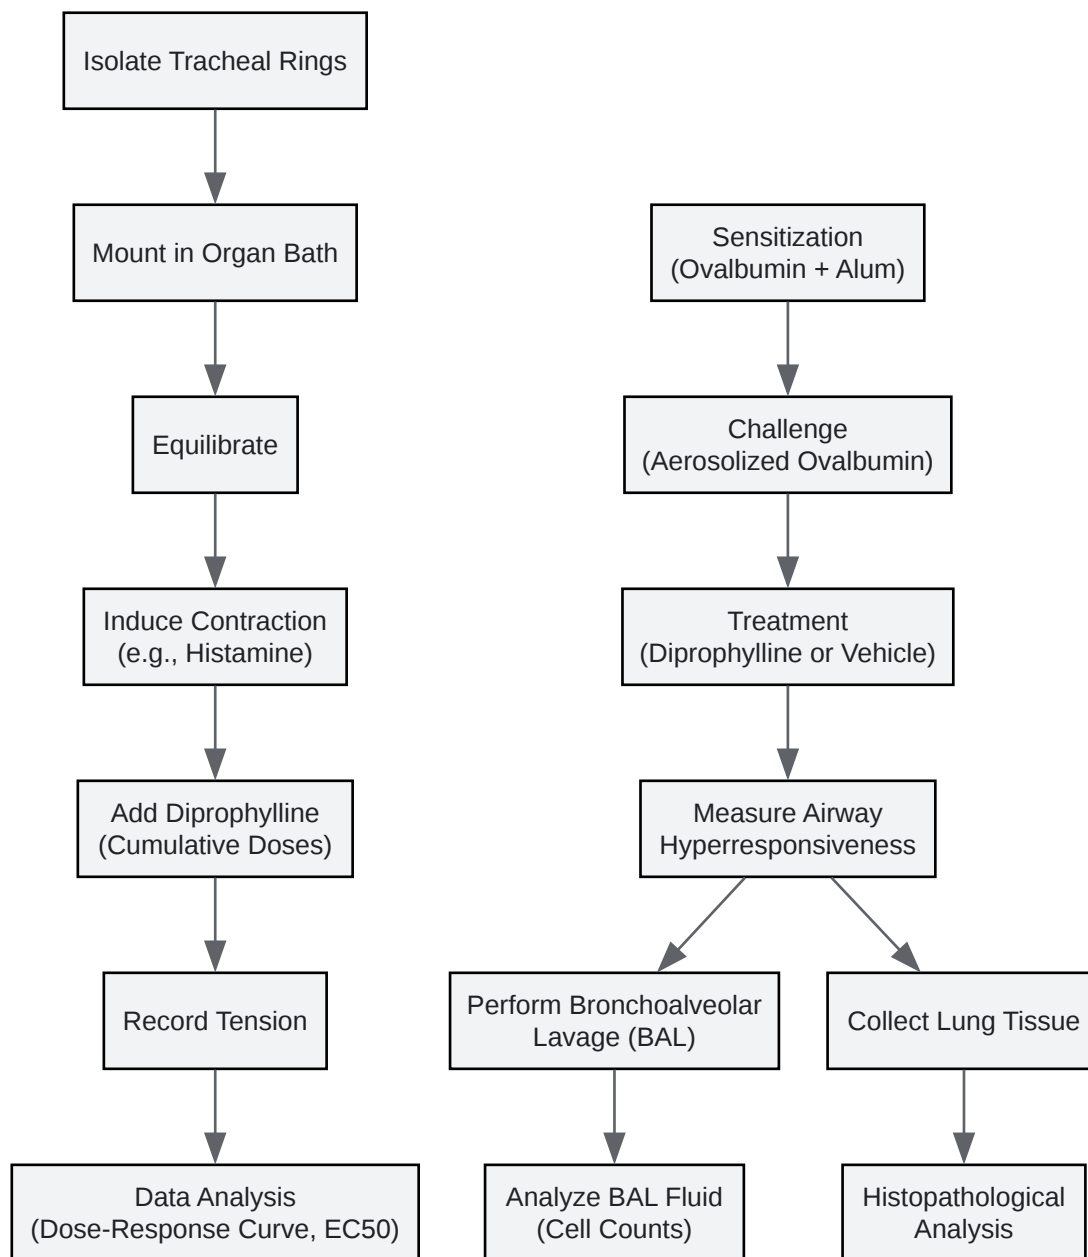 Isolate Tracheal Rings
Mount in Organ Bath
Equilibrate
Induce Contraction
(e.g., Histamine)
Add Diprophylline
(Cumulative Doses)
Record Tension
Data Analysis
(Dose-Response Curve, EC50)
Sensitization
(Ovalbumin + Alum)
Challenge
(Aerosolized Ovalbumin)
Treatment
(Diprophylline or Vehicle)
Measure Airway
Hyperresponsiveness
Perform Bronchoalveolar
Lavage (BAL)
Analyze BAL Fluid
(Cell Counts)
Collect Lung Tissue
Histopathological
Analysis